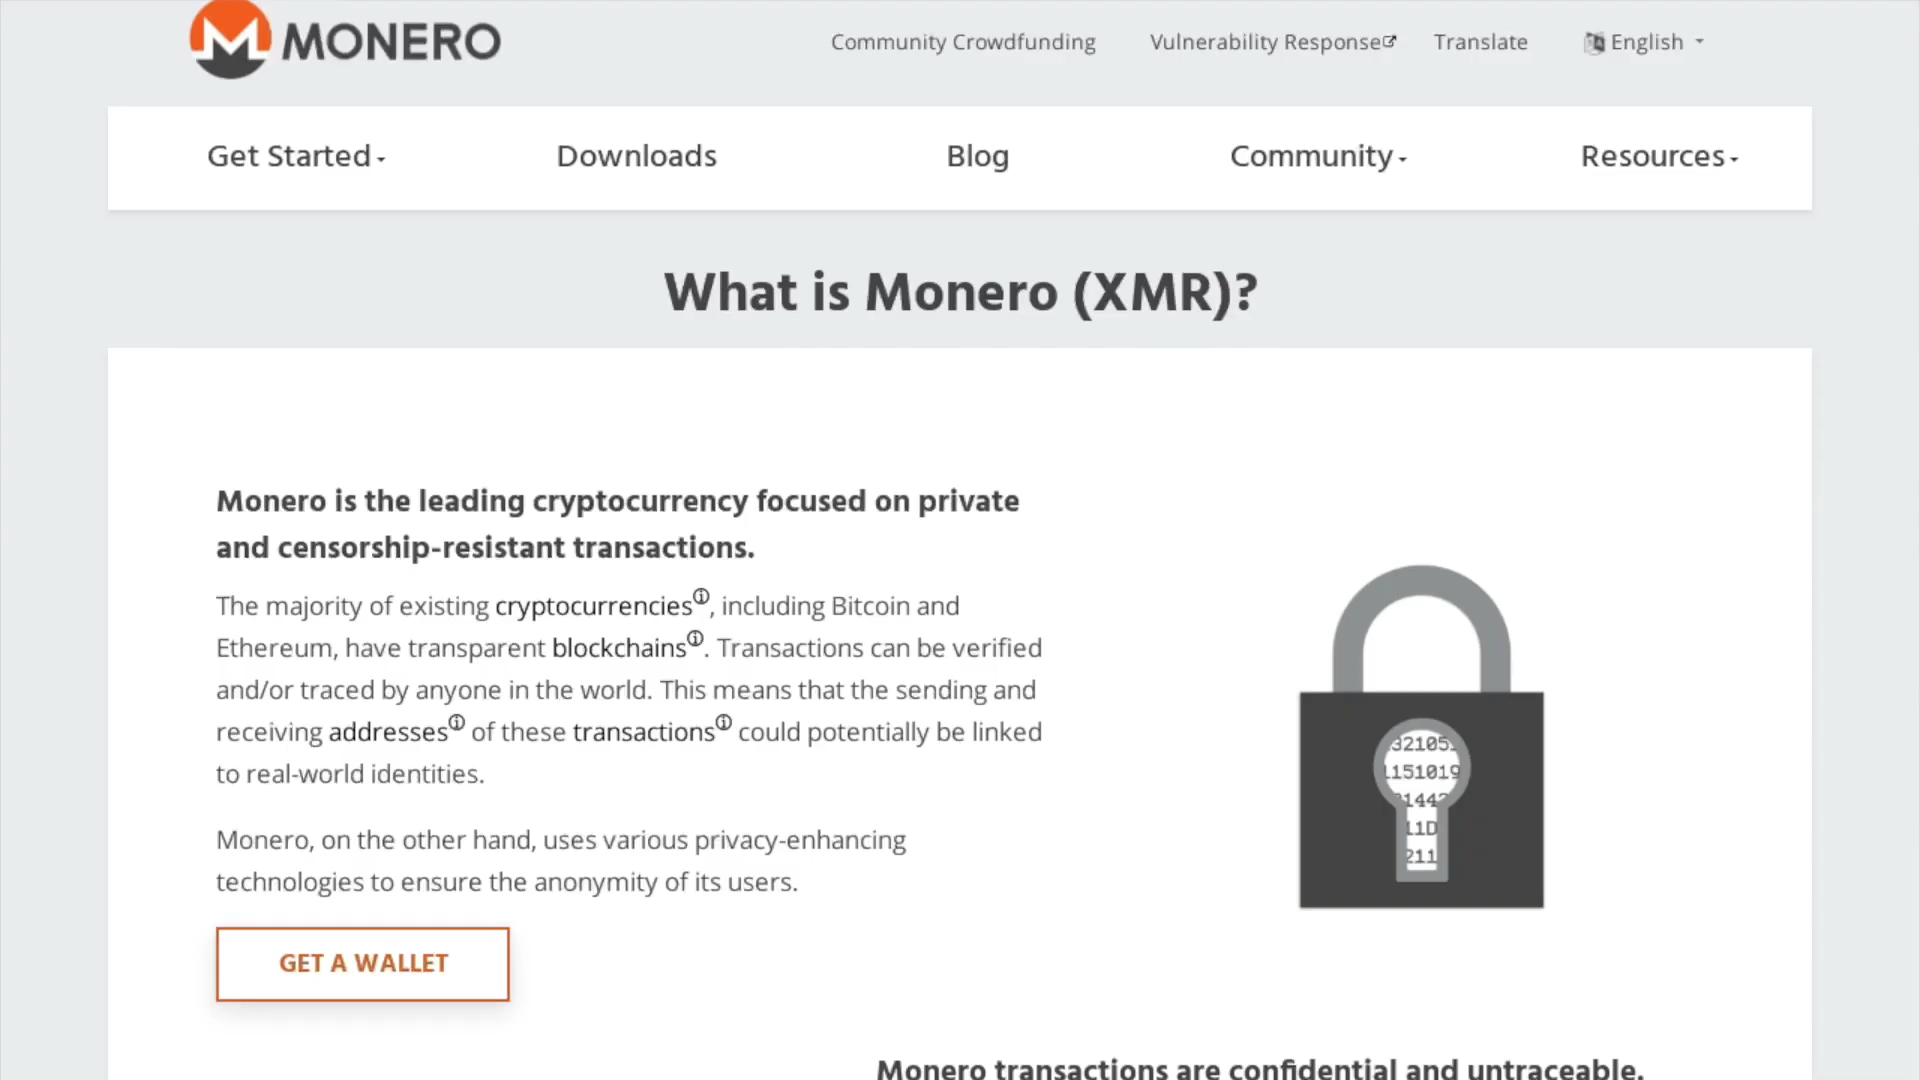 MONERO
Community Crowdfunding
Vulnerability Response
Translate
English
Get Started
Downloads
Blog
Community
Resources
What is Monero (XMR)?
Monero is the leading cryptocurrency focused on private
and censorship-resistant transactions.
The majority of existing cryptocurrencies, including Bitcoin and
Ethereum, have transparent blockchains. Transactions can be verified
and/or traced by anyone in the world. This means that the sending and
receiving addresses of these transactions could potentially be linked
to real-world identities.
Monero, on the other hand, uses various privacy-enhancing
technologies to ensure the anonymity of its users.
GET A WALLET
32105
1151019
1442
11D
211
Monero transactions are confidential and untraceable.